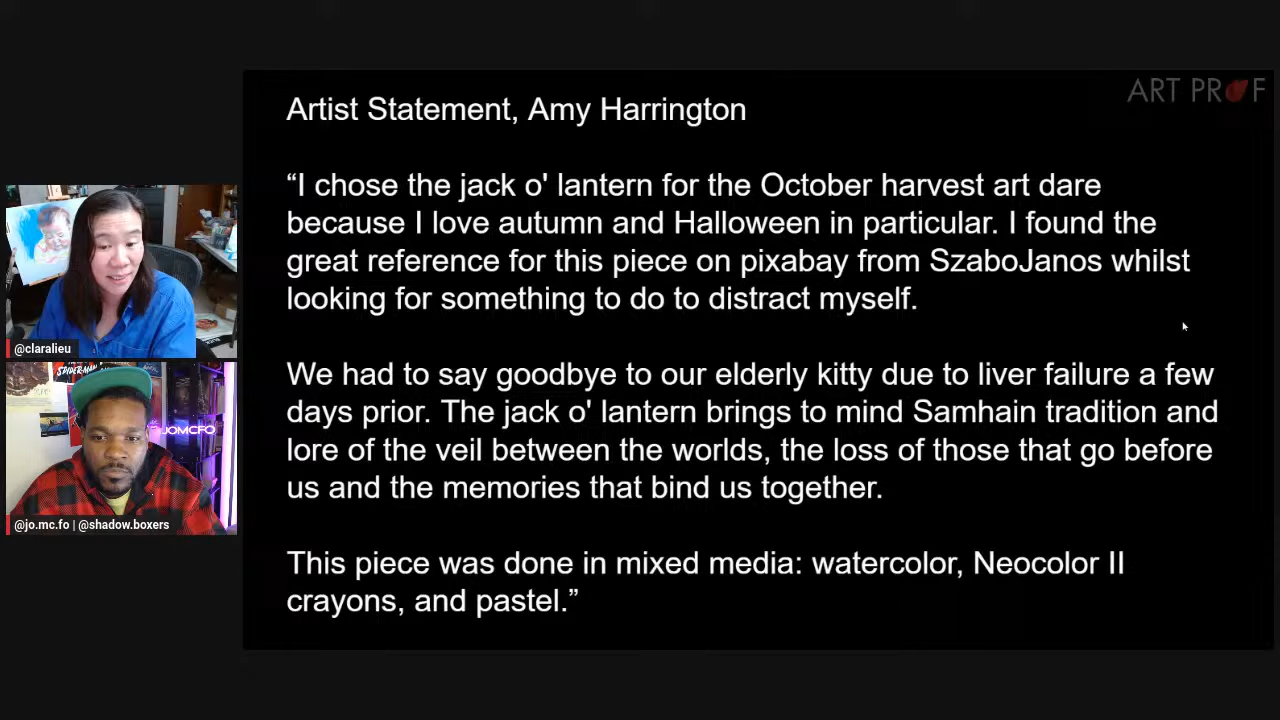 ART PROF
Artist Statement, Amy Harrington
“I chose the jack o' lantern for the October harvest art dare
because I love autumn and Halloween in particular. I found the
great reference for this piece on pixabay from SzaboJanos whilst
looking for something to do to distract myself.
We had to say goodbye to our elderly kitty due to liver failure a few
days prior. The jack o' lantern brings to mind Samhain tradition and
lore of the veil between the worlds, the loss of those that go before
us and the memories that bind us together.
This piece was done in mixed media: watercolor, Neocolor II
crayons, and pastel.”
@claralieu
SPIDER-MAN
JOMCFO
@jo.mc.fo | @shadow.boxers